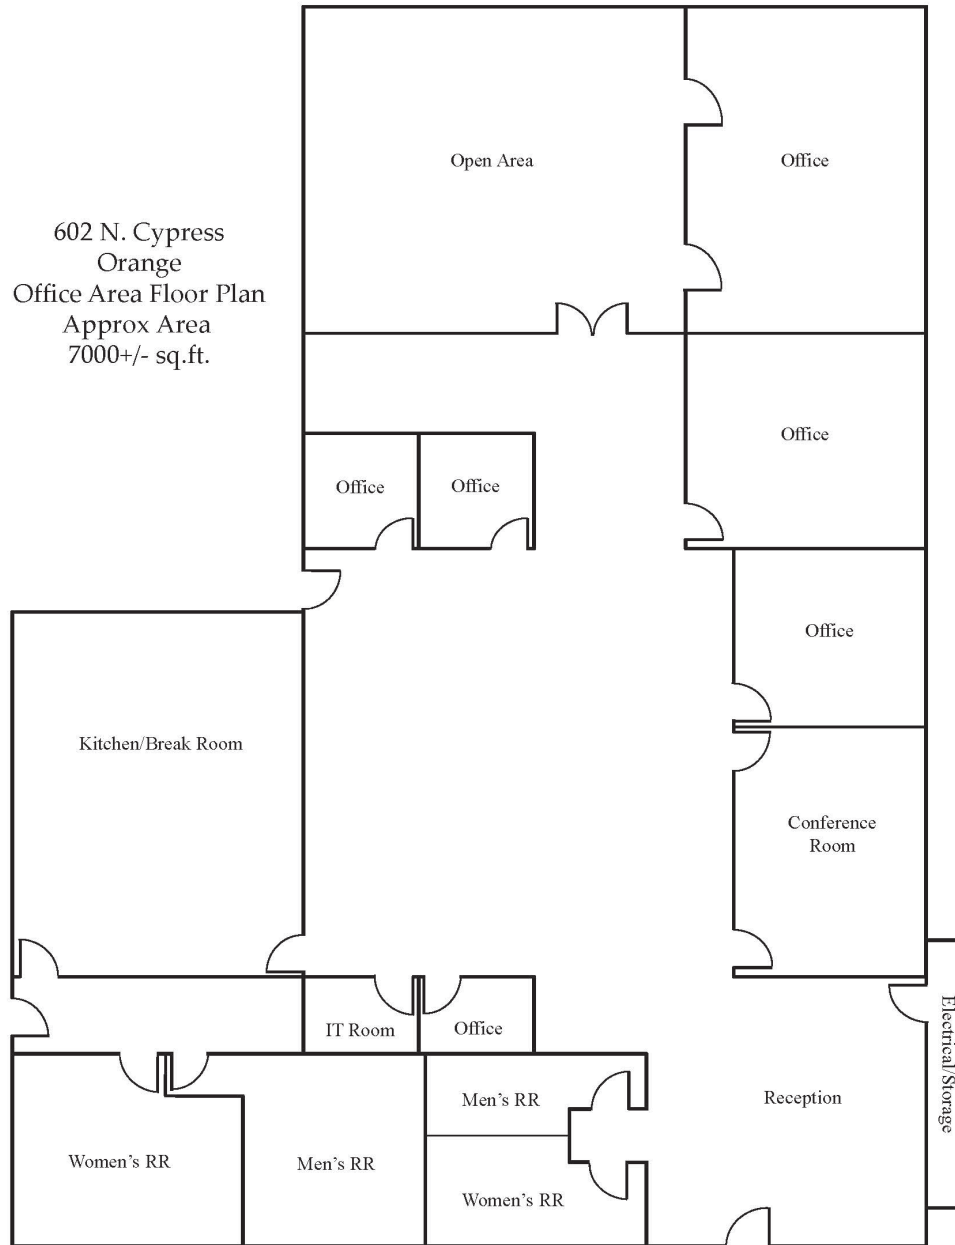 602 N. Cypress
Orange
Office Area Floor Plan
Approx Area
7000+/- sq.ft.
Open Area
Office
Office
Office
Office
Office
Kitchen/Break Room
Conference
Room
IT Room
Office
Electrical/Storage
Men's RR
Reception
Women's RR
Men's RR
Women's RR